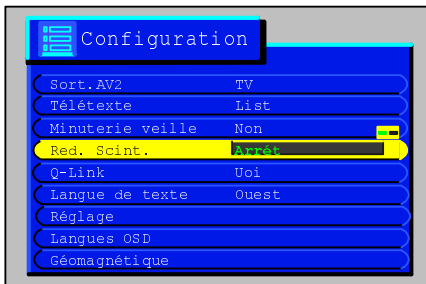 Configuration
Sort.AV2 TV
Télétexte List
Minuterie veille Non
Red. Scint. Arrét
Q-Link Uoi
Langue de texte Ouest
Réglage
Langues OSD
Géomagnétique